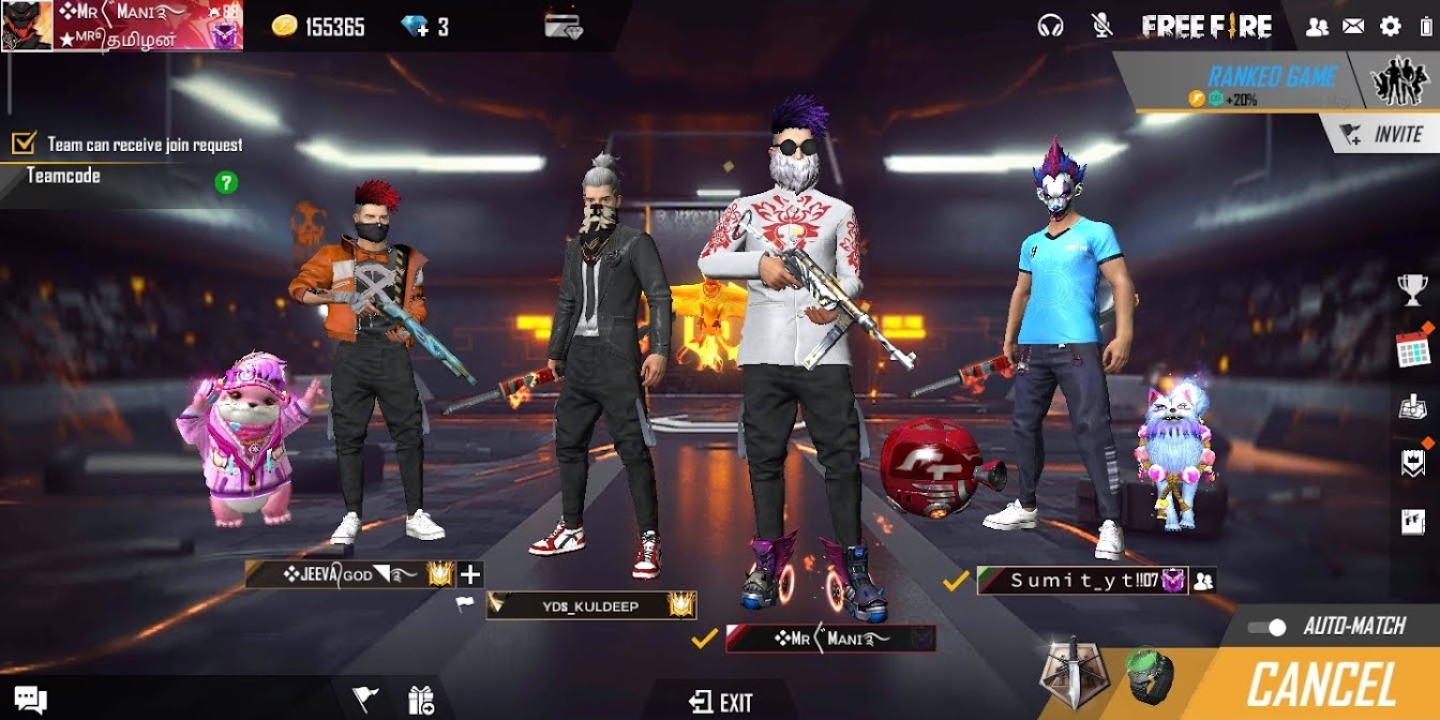 ❖Mr〈 Mani࿐ 88
★ᴹᴿ தமிழன்
155365
3
FREE FIRE
RANKED GAME
+20%
INVITE
Team can receive join request
Teamcode
?
❖JEEVA GOD
YDS_KULDEEP
❖Mr〈 Mani࿐
Sumit_yt!!07
AUTO-MATCH
CANCEL
EXIT